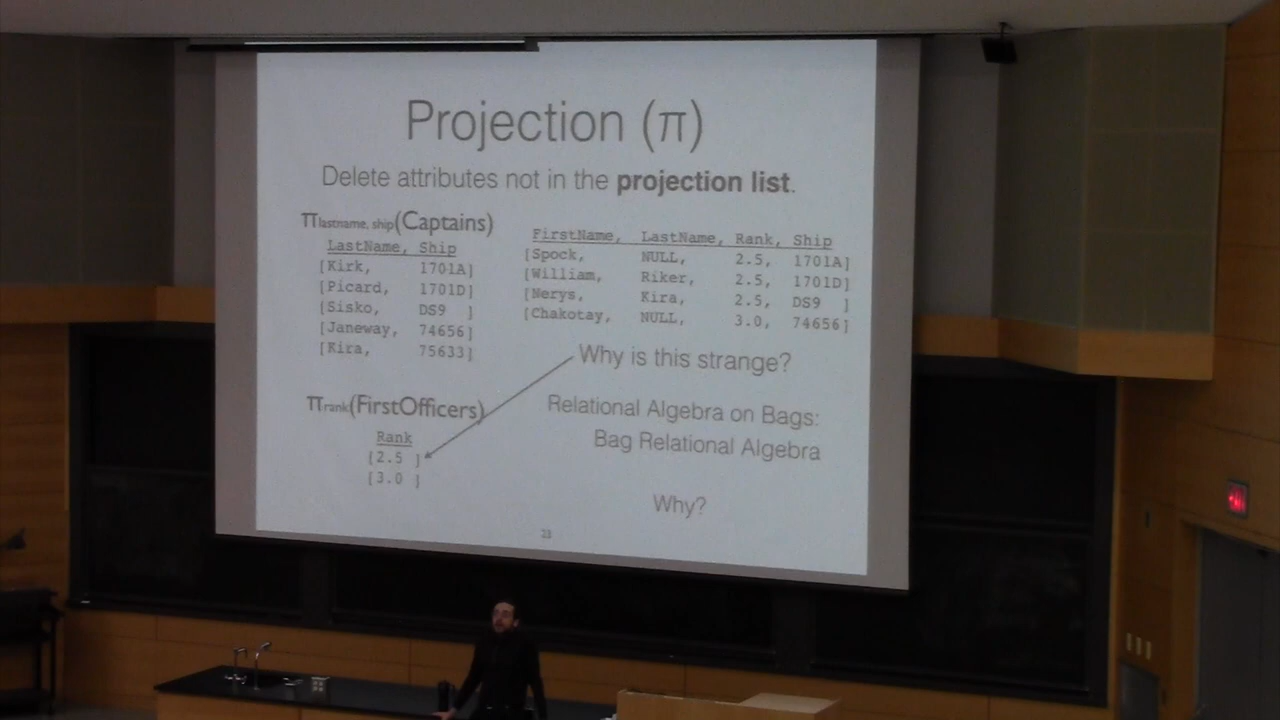 Projection (π)
Delete attributes not in the projection list.
πlastname, ship(Captains)
LastName, Ship
[Kirk, 1701A]
[Picard, 1701D]
[Sisko, DS9 ]
[Janeway, 74656]
[Kira, 75633]
FirstName, LastName, Rank, Ship
[Spock, NULL, 2.5, 1701A]
[William, Riker, 2.5, 1701D]
[Nerys, Kira, 2.5, DS9 ]
[Chakotay, NULL, 3.0, 74656]
Why is this strange?
πrank(FirstOfficers)
Rank
[2.5 ]
[3.0 ]
Relational Algebra on Bags:
Bag Relational Algebra
Why?